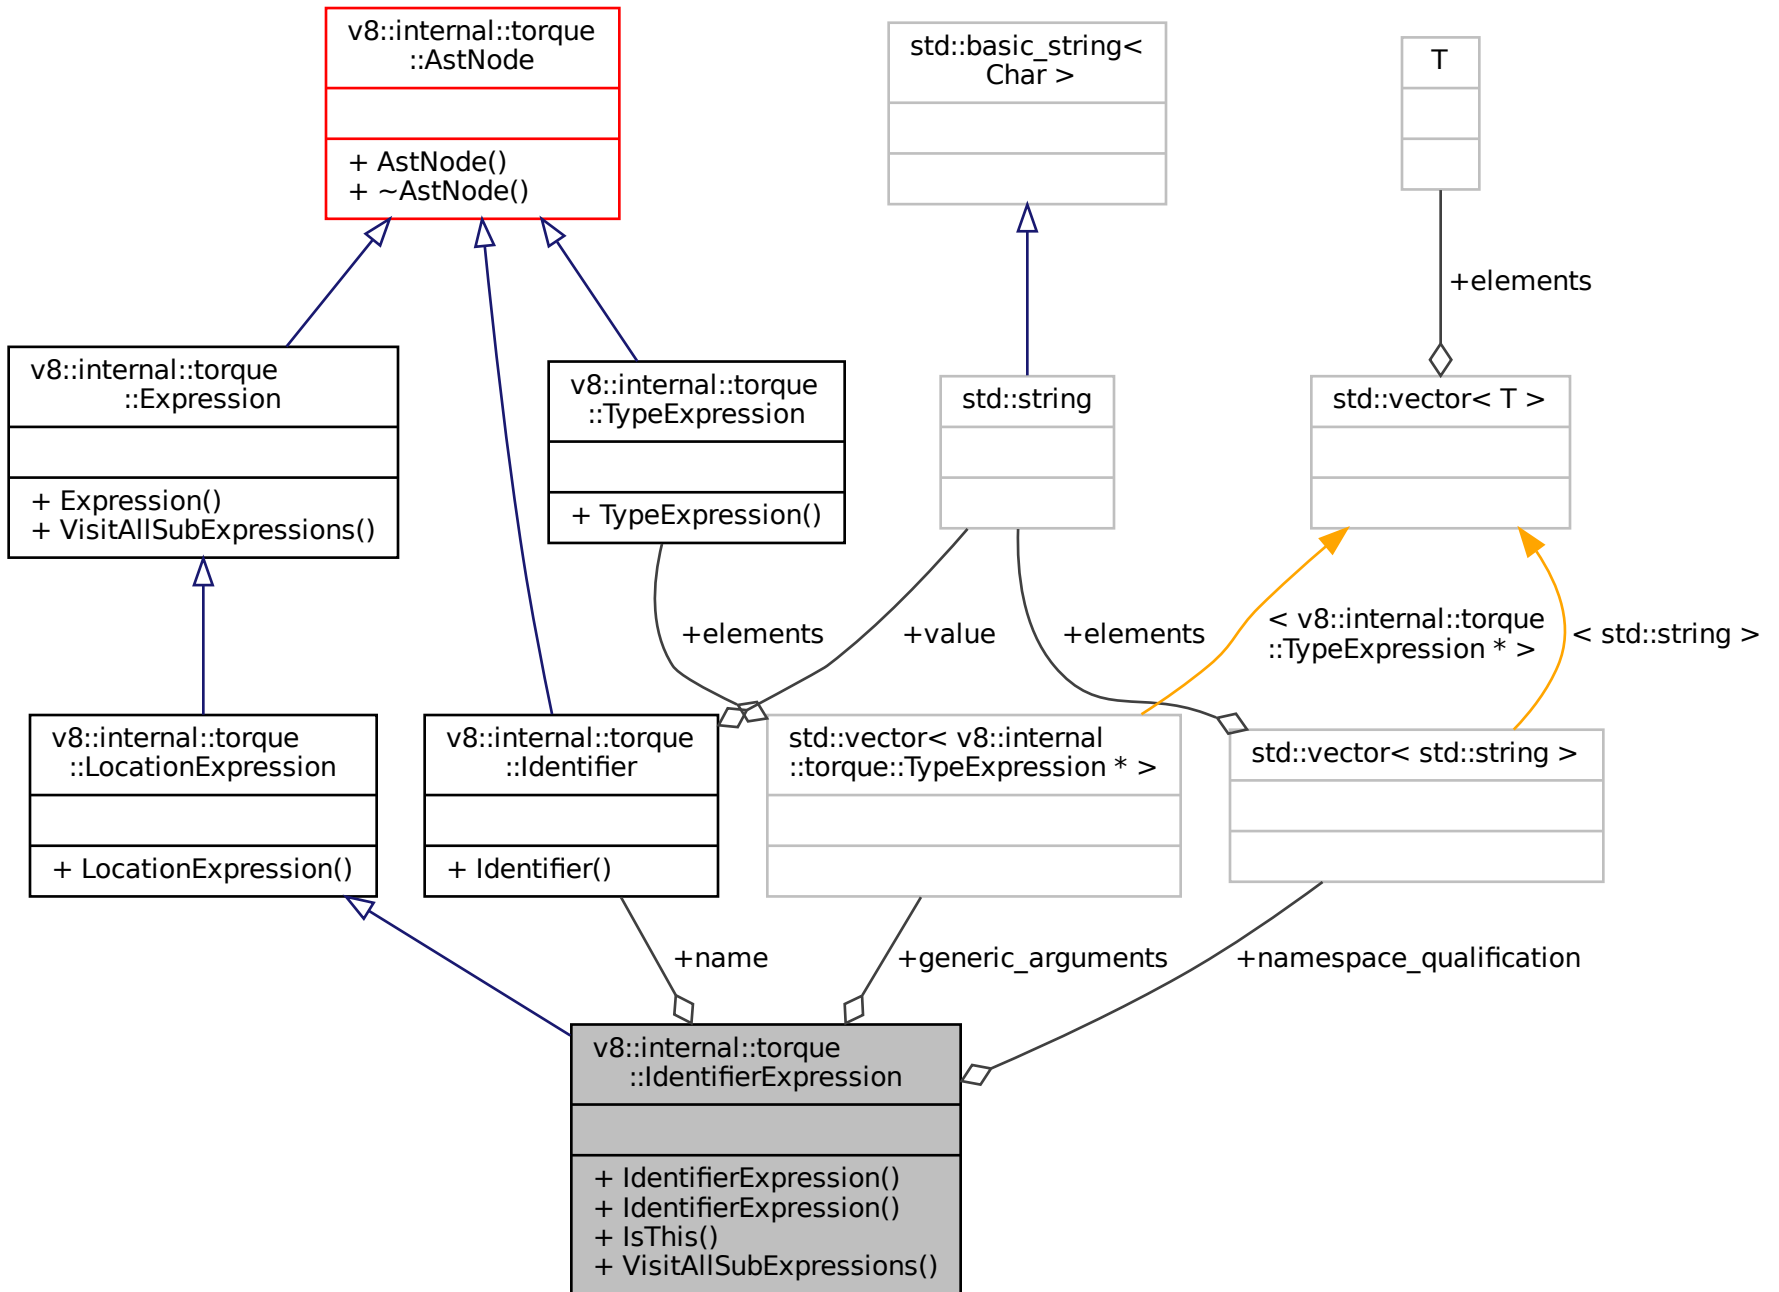 v8::internal::torque
::AstNode
+ AstNode()
+ ~AstNode()
std::basic_string<
Char >
T
+elements
v8::internal::torque
::Expression
+ Expression()
+ VisitAllSubExpressions()
v8::internal::torque
::TypeExpression
+ TypeExpression()
std::string
std::vector< T >
+elements
+value
+elements
< v8::internal::torque
::TypeExpression * >
< std::string >
v8::internal::torque
::LocationExpression
+ LocationExpression()
v8::internal::torque
::Identifier
+ Identifier()
std::vector< v8::internal
::torque::TypeExpression * >
std::vector< std::string >
+name
+generic_arguments
+namespace_qualification
v8::internal::torque
::IdentifierExpression
+ IdentifierExpression()
+ IdentifierExpression()
+ IsThis()
+ VisitAllSubExpressions()